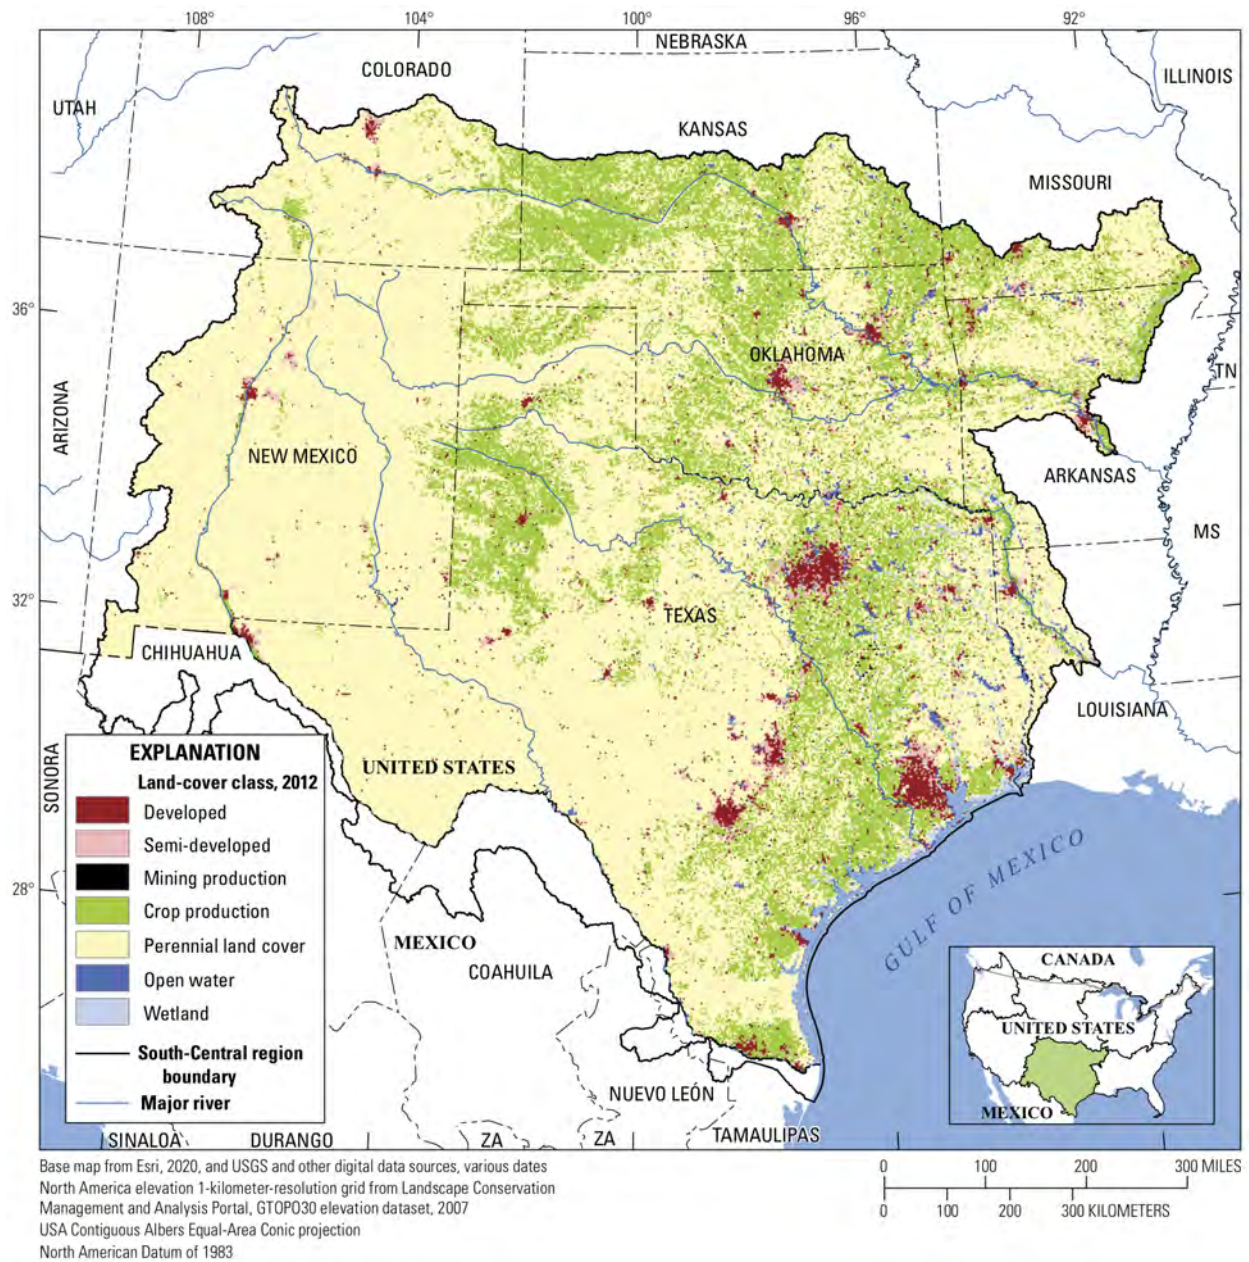 108°
104°
100°
96°
92°
NEBRASKA
COLORADO
ILLINOIS
UTAH
KANSAS
MISSOURI
36°
OKLAHOMA
TN
ARIZONA
NEW MEXICO
ARKANSAS
MS
32°
TEXAS
CHIHUAHUA
LOUISIANA
SONORA
UNITED STATES
EXPLANATION
Land-cover class, 2012
Developed
Semi-developed
Mining production
Crop production
Perennial land cover
Open water
Wetland
South-Central region
boundary
Major river
28°
GULF OF MEXICO
MEXICO
COAHUILA
CANADA
UNITED STATES
MEXICO
NUEVO LEÓN
SINALOA
DURANGO
ZA
ZA
TAMAULIPAS
Base map from Esri, 2020, and USGS and other digital data sources, various dates
North America elevation 1-kilometer-resolution grid from Landscape Conservation
Management and Analysis Portal, GTOPO30 elevation dataset, 2007
USA Contiguous Albers Equal-Area Conic projection
North American Datum of 1983
0 100 200 300 MILES
0 100 200 300 KILOMETERS